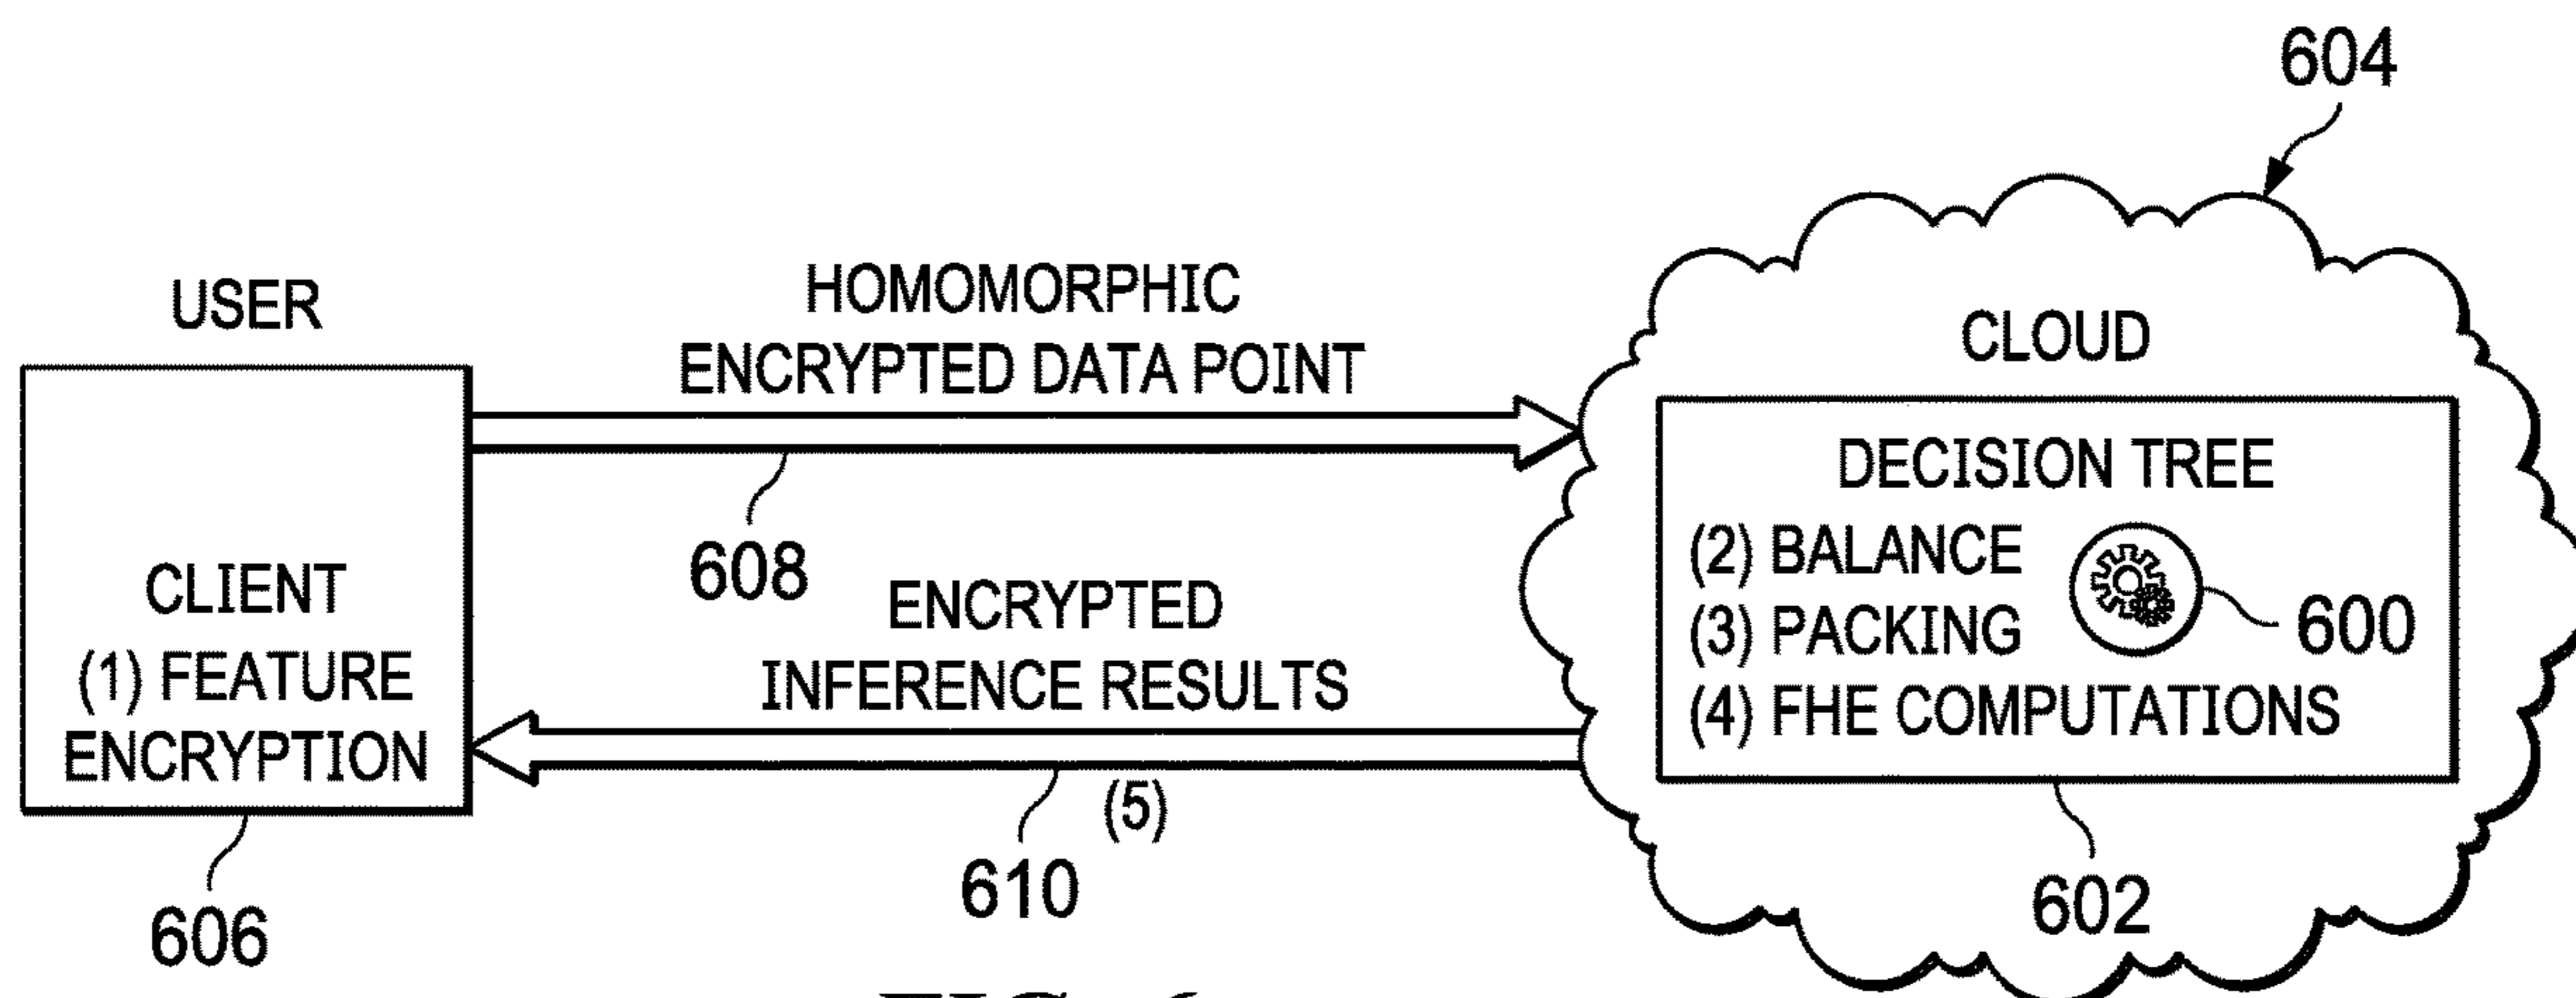 604
USER
HOMOMORPHIC
ENCRYPTED DATA POINT
608
CLOUD
DECISION TREE
(2) BALANCE
(3) PACKING
(4) FHE COMPUTATIONS
600
602
CLIENT
(1) FEATURE
ENCRYPTION
606
ENCRYPTED
INFERENCE RESULTS
(5)
610